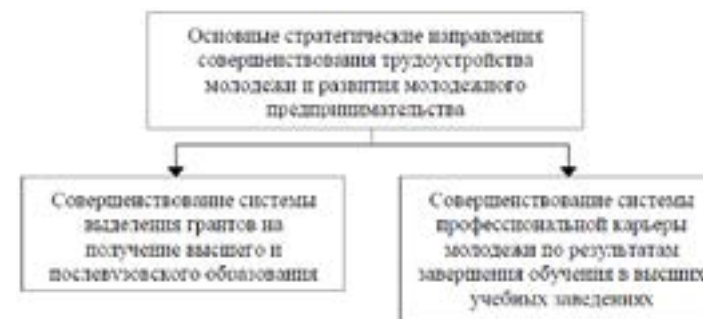 Основные стратегические направления
совершенствования трудоустройства
молодежи и развития молодежного
предпринимательства
Совершенствование системы
выделения грантов на
получение высшего и
послевузовского образования
Совершенствование системы
профессиональной карьеры
молодежи по результатам
завершения обучения в высших
учебных заведениях